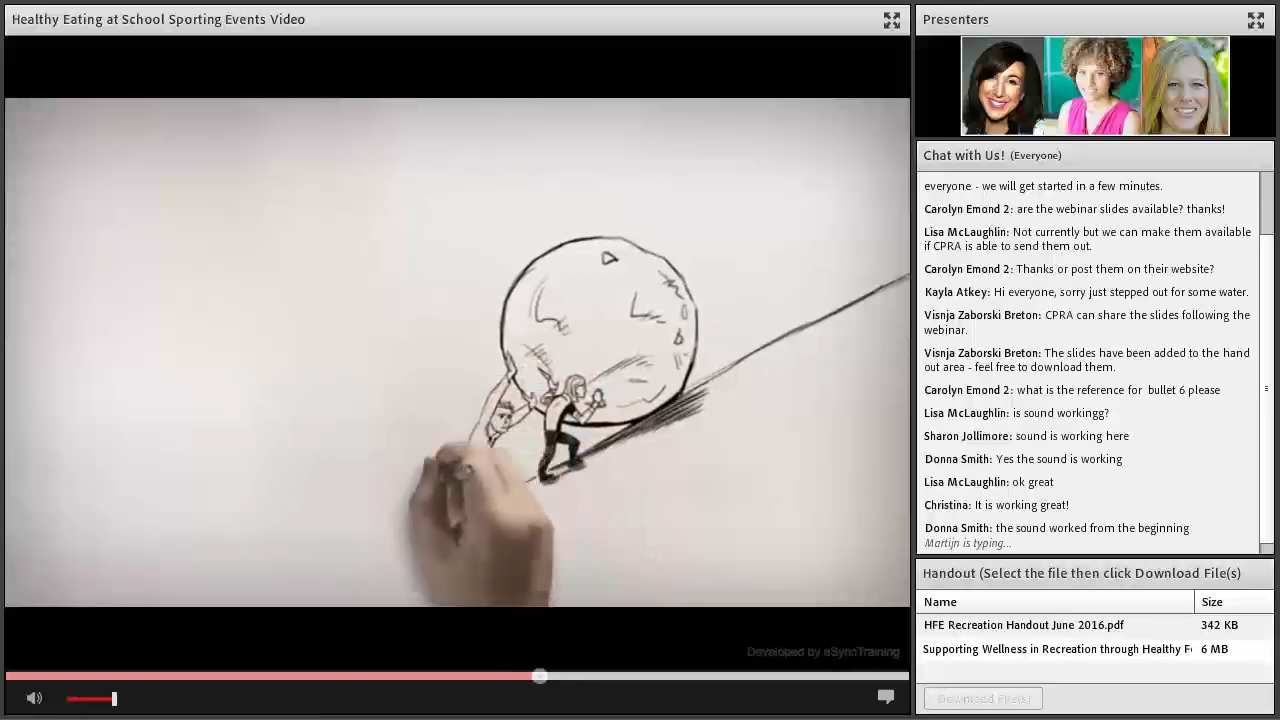 Healthy Eating at School Sporting Events Video
Developed by eSyncTraining
Presenters
Chat with Us! (Everyone)
everyone - we will get started in a few minutes.
Carolyn Emond 2: are the webinar slides available? thanks!
Lisa McLaughlin: Not currently but we can make them available
if CPRA is able to send them out.
Carolyn Emond 2: Thanks or post them on their website?
Kayla Atkey: Hi everyone, sorry just stepped out for some water.
Visnja Zaborski Breton: CPRA can share the slides following the
webinar.
Visnja Zaborski Breton: The slides have been added to the hand
out area - feel free to download them.
Carolyn Emond 2: what is the reference for bullet 6 please
Lisa McLaughlin: is sound workingg?
Sharon Jollimore: sound is working here
Donna Smith: Yes the sound is working
Lisa McLaughlin: ok great
Christina: It is working great!
Donna Smith: the sound worked from the beginning
Martijn is typing...
Handout (Select the file then click Download File(s)
Name Size
HFE Recreation Handout June 2016.pdf 342 KB
Supporting Wellness in Recreation through Healthy F 6 MB
Download File(s)